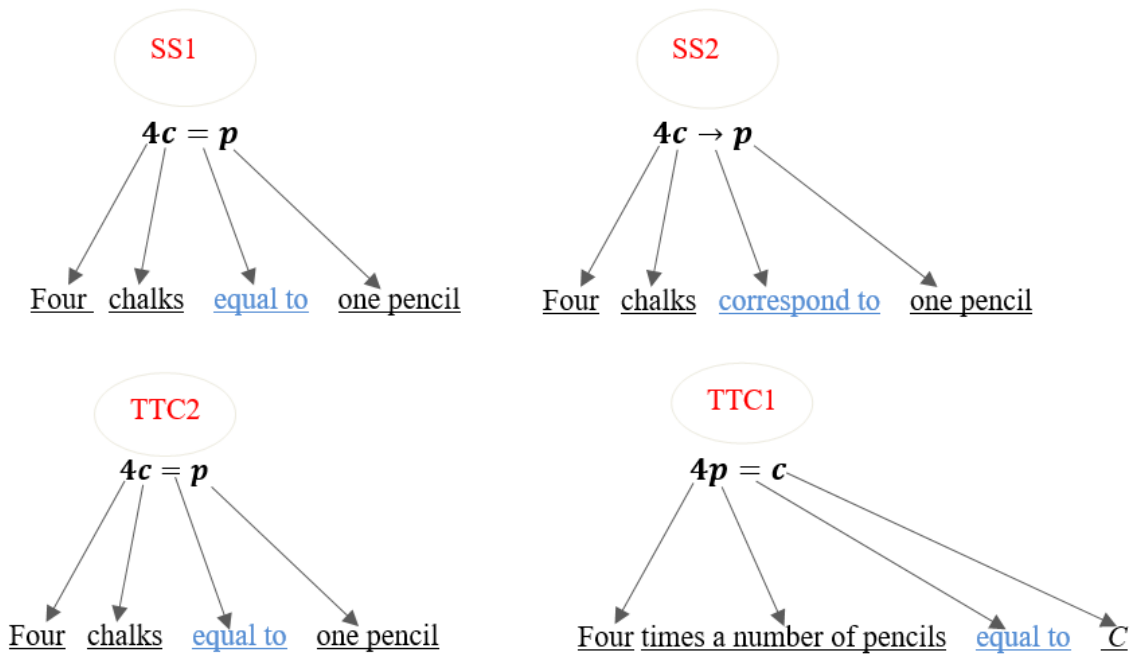 SS1
4c = p
Four chalks equal to one pencil
SS2
4c → p
Four chalks correspond to one pencil
TTC2
4c = p
Four chalks equal to one pencil
TTC1
4p = c
Four times a number of pencils equal to C